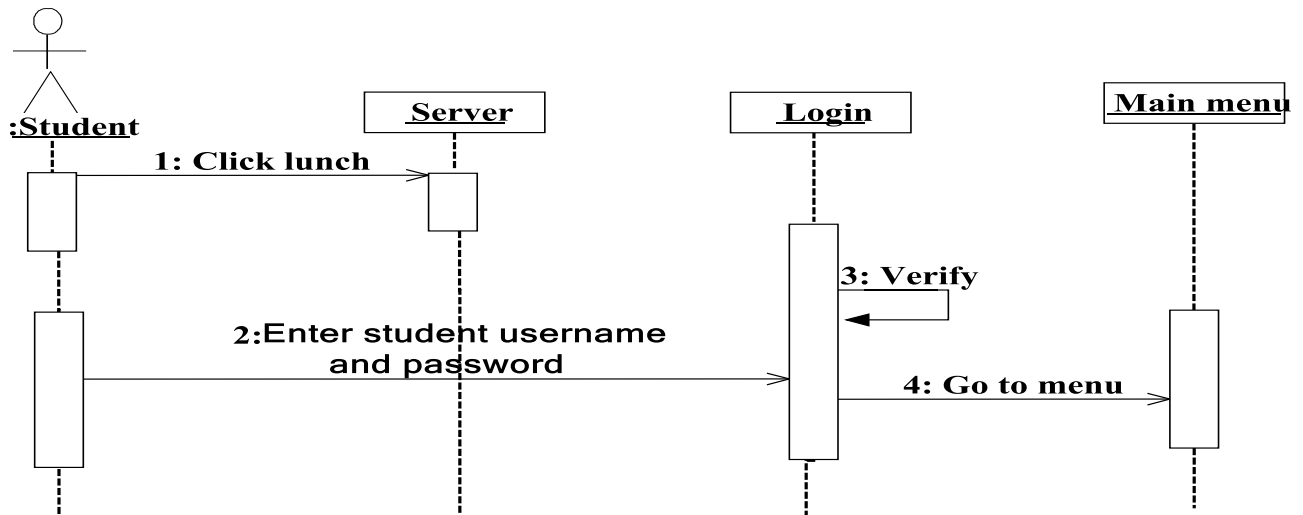 :Student
Server
Login
Main menu
1: Click lunch
3: Verify
2:Enter student username
and password
4: Go to menu